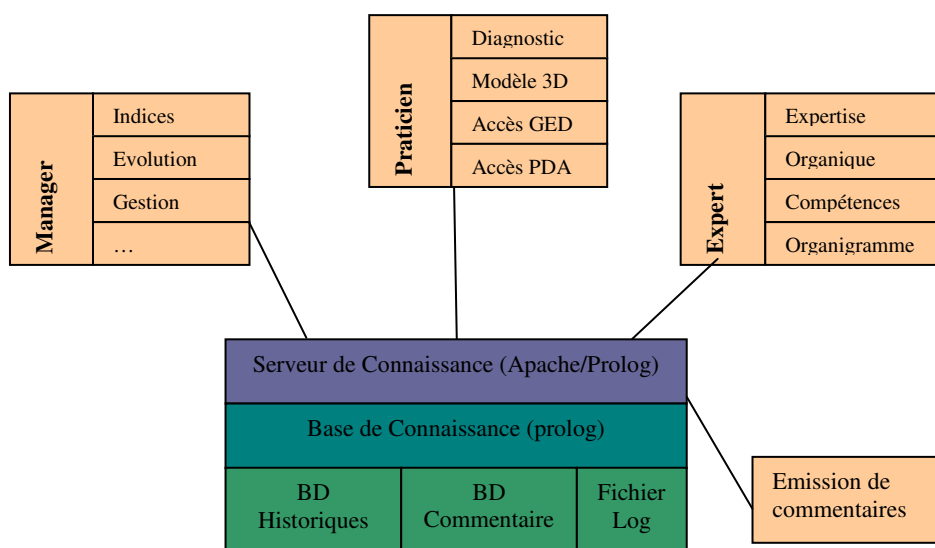 Manager
Indices
Evolution
Gestion
…
Praticien
Diagnostic
Modèle 3D
Accès GED
Accès PDA
Expert
Expertise
Organique
Compétences
Organigramme
Serveur de Connaissance (Apache/Prolog)
Base de Connaissance (prolog)
BD
Historiques
BD
Commentaire
Fichier
Log
Emission de
commentaires